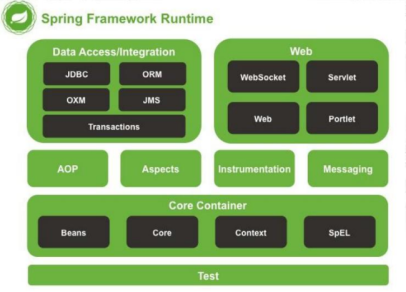 Spring Framework Runtime
Data Access/Integration
JDBC
ORM
OXM
JMS
Transactions
Web
WebSocket
Servlet
Web
Portlet
AOP
Aspects
Instrumentation
Messaging
Core Container
Beans
Core
Context
SpEL
Test